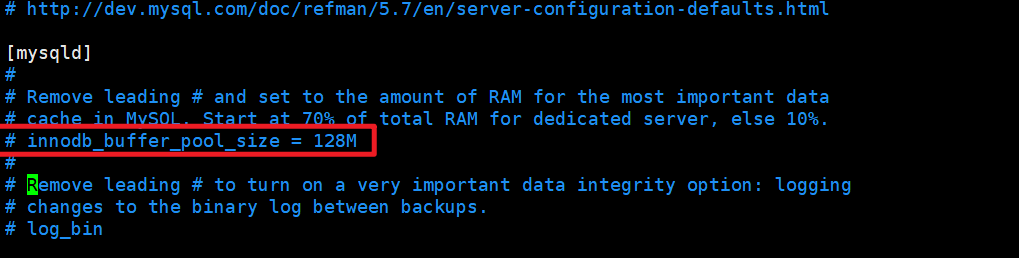 # http://dev.mysql.com/doc/refman/5.7/en/server-configuration-defaults.html
[mysqld]
#
# Remove leading # and set to the amount of RAM for the most important data
# cache in MySQL. Start at 70% of total RAM for dedicated server, else 10%.
# innodb_buffer_pool_size = 128M
#
# Remove leading # to turn on a very important data integrity option: logging
# changes to the binary log between backups.
# log_bin